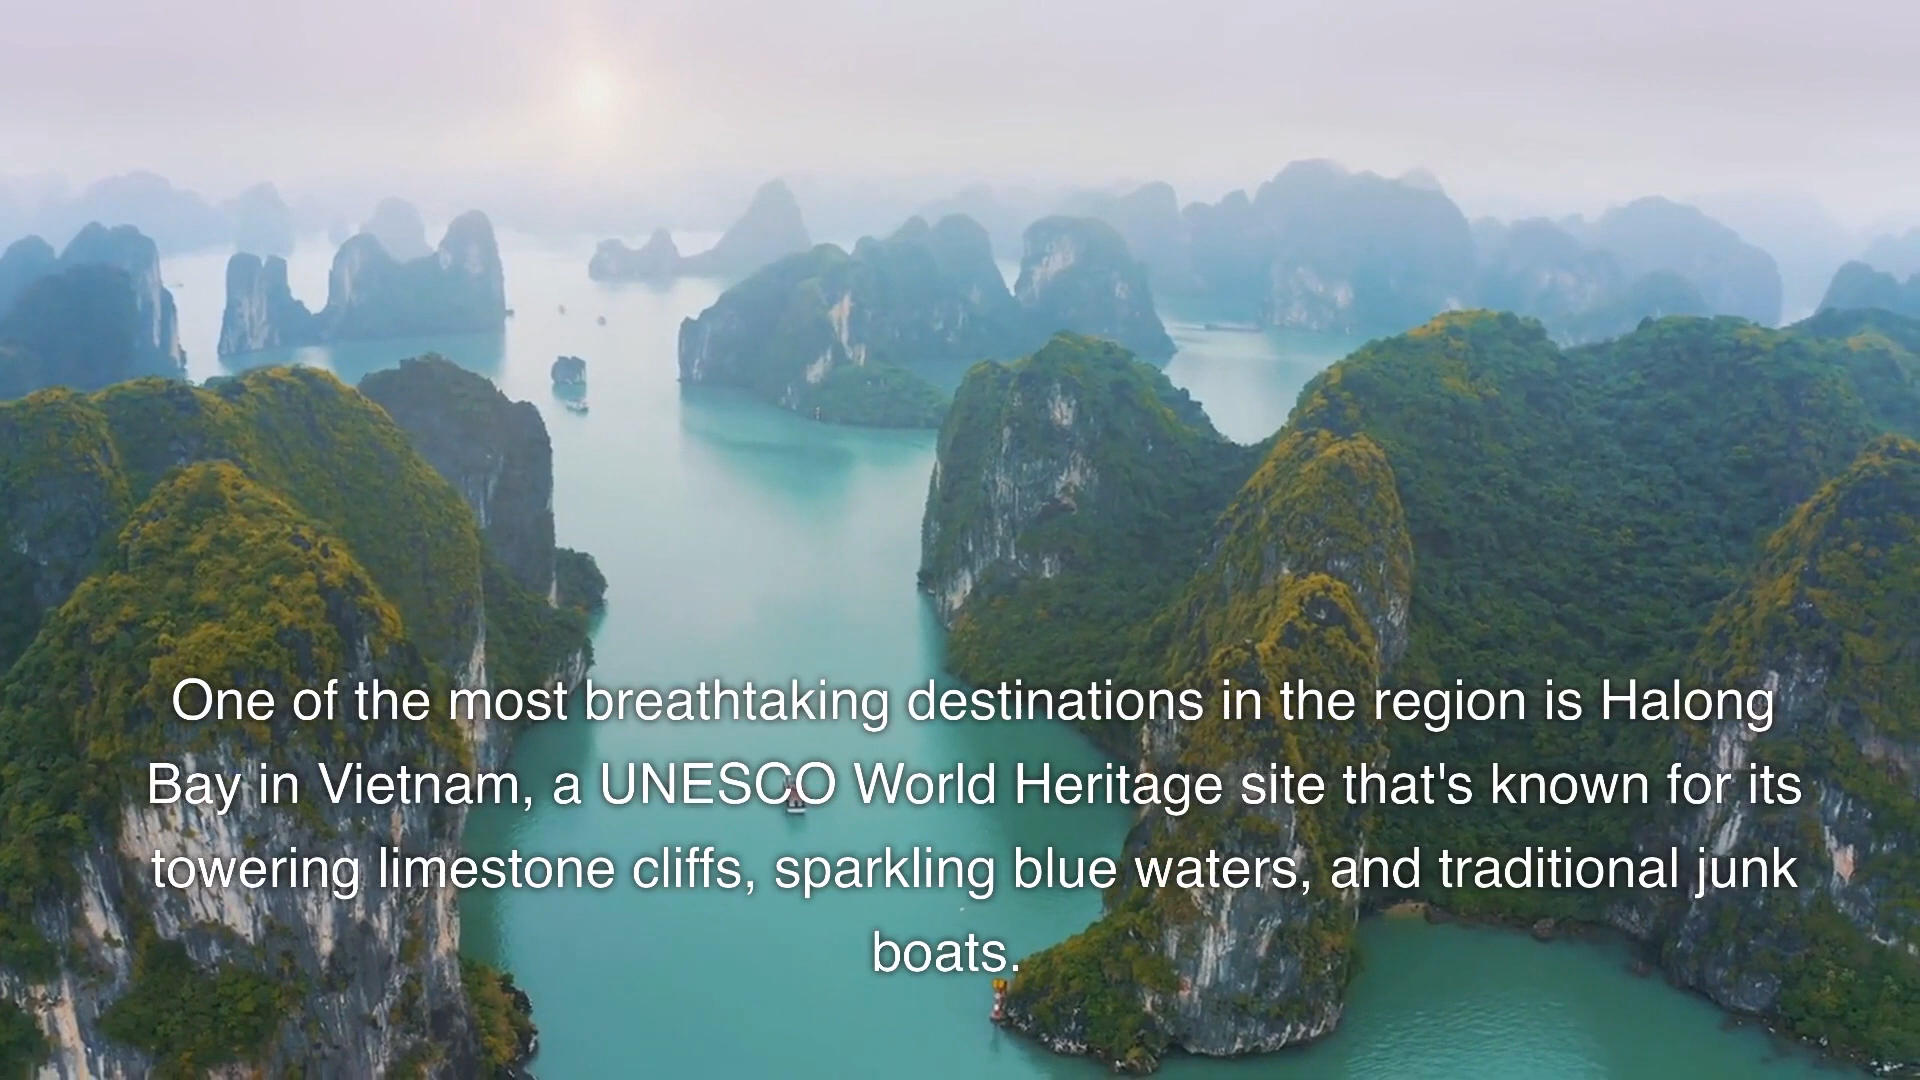 One of the most breathtaking destinations in the region is Halong
Bay in Vietnam, a UNESCO World Heritage site that's known for its
towering limestone cliffs, sparkling blue waters, and traditional junk
boats.